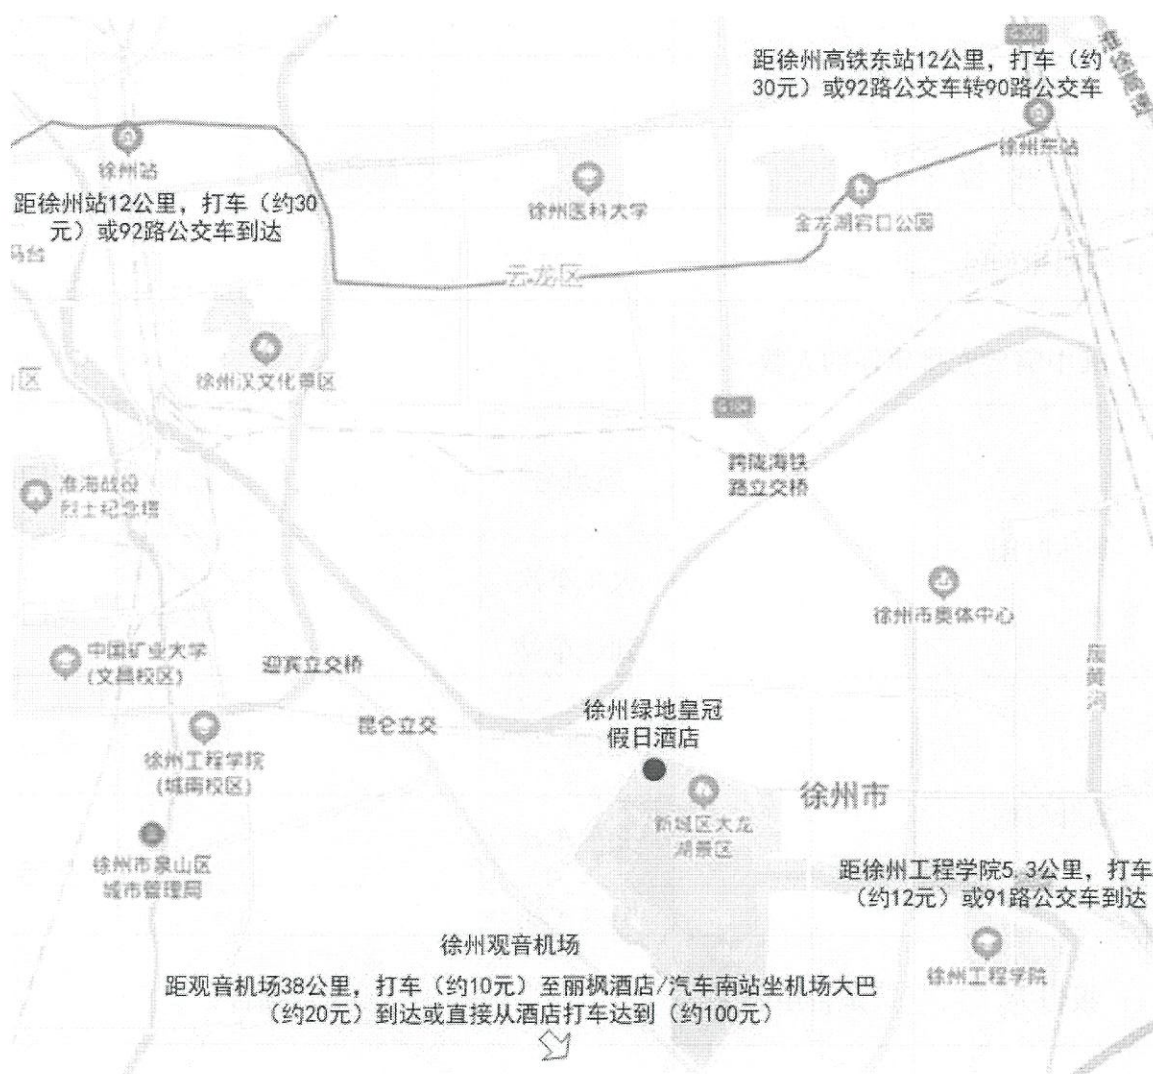 距徐州高铁东站12公里，打车（约
30元）或92路公交车转90路公交车
徐州东站
徐州站
距徐州站12公里，打车（约30
元）或92路公交车到达
马台
徐州医科大学
金龙湖宕口公园
云龙区
徐州汉文化景区
区
G104
跨陇海铁
路立交桥
淮海战役
烈士纪念塔
徐州市奥体中心
中国矿业大学
(文昌校区)
迎宾立交桥
黄河
昆仑立交
徐州绿地皇冠
假日酒店
徐州工程学院
(城南校区)
徐州市
新城区大龙
湖景区
徐州市泉山区
城市管理局
距徐州工程学院5.3公里，打车
（约12元）或91路公交车到达
徐州工程学院
徐州观音机场
距观音机场38公里，打车（约10元）至丽枫酒店/汽车南站坐机场大巴
（约20元）到达或直接从酒店打车达到（约100元）